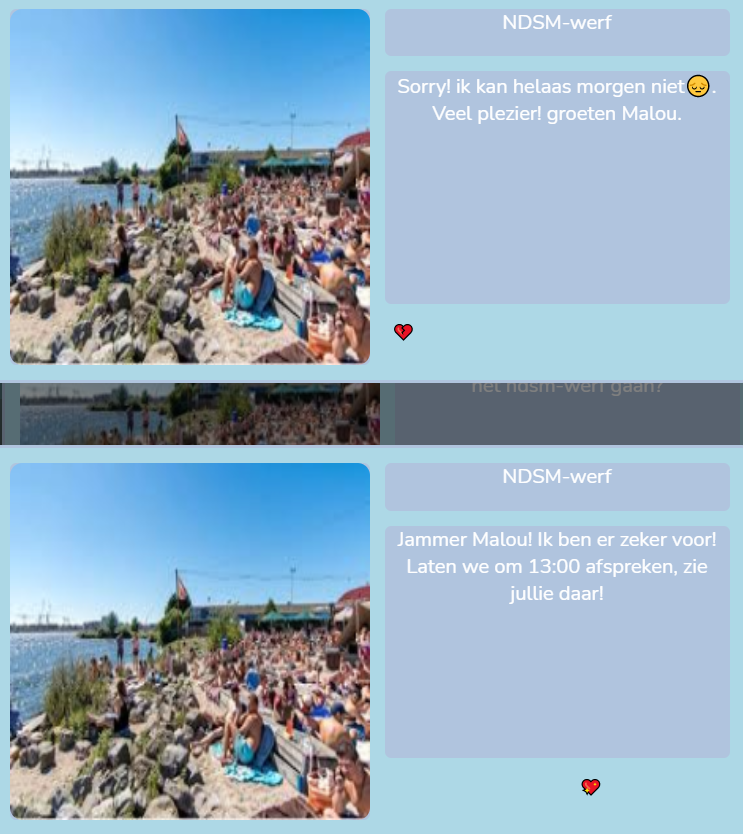 NDSM-werf
Sorry! ik kan helaas morgen niet😔.
Veel plezier! groeten Malou.
het ndsm-werf gaan?
NDSM-werf
Jammer Malou! Ik ben er zeker voor!
Laten we om 13:00 afspreken, zie
jullie daar!